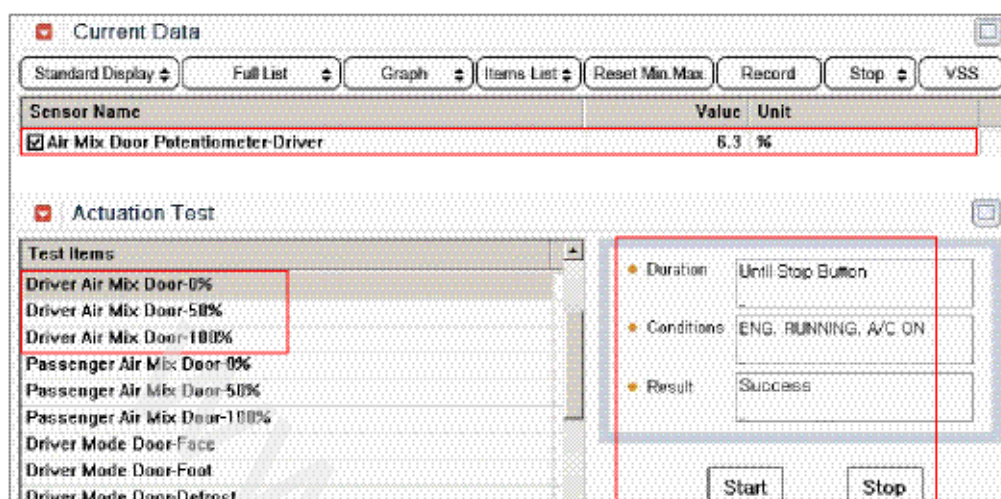 Current Data
Standard Display Full List Graph Items List Reset Min.Max. Record Stop VSS
Sensor Name Value Unit
Air Mix Door Potentiometer-Driver 6.3 %
Actuation Test
Test Items
Driver Air Mix Door-0%
Driver Air Mix Door-50%
Driver Air Mix Door-100%
Passenger Air Mix Door-0%
Passenger Air Mix Door-50%
Passenger Air Mix Door-100%
Driver Mode Door-Face
Driver Mode Door-Foot
Driver Mode Door-Defrost
Duration Until Stop Button
Conditions ENG. RUNNING, A/C ON
Result Success
Start Stop